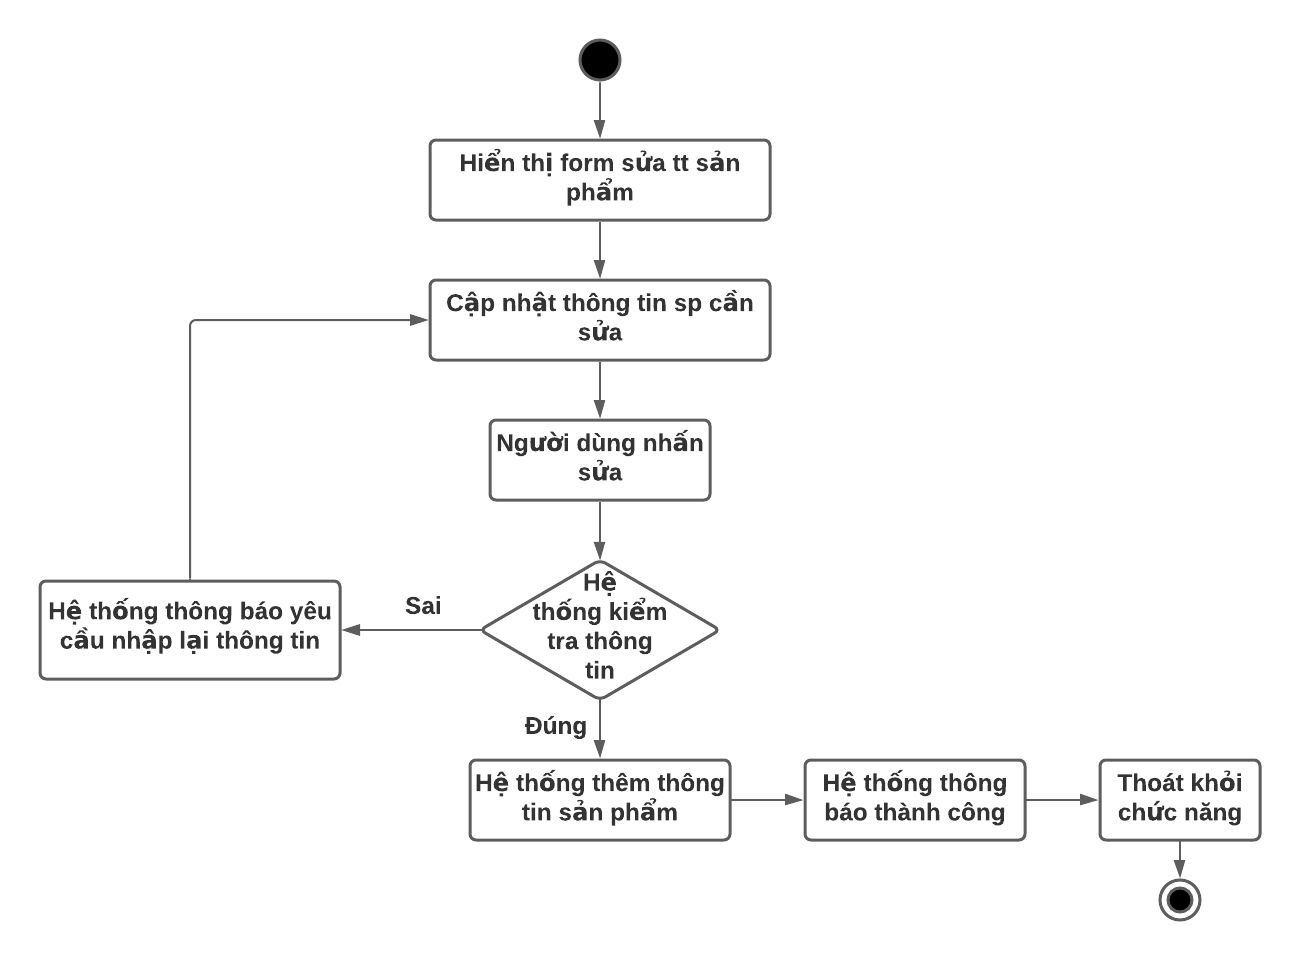 Hiển thị form sửa tt sản
phẩm
Cập nhật thông tin sp cần
sửa
Người dùng nhấn
sửa
Hệ
thống kiểm
tra thông
tin
Sai
Hệ thống thông báo yêu
cầu nhập lại thông tin
Đúng
Hệ thống thêm thông
tin sản phẩm
Hệ thống thông
báo thành công
Thoát khỏi
chức năng